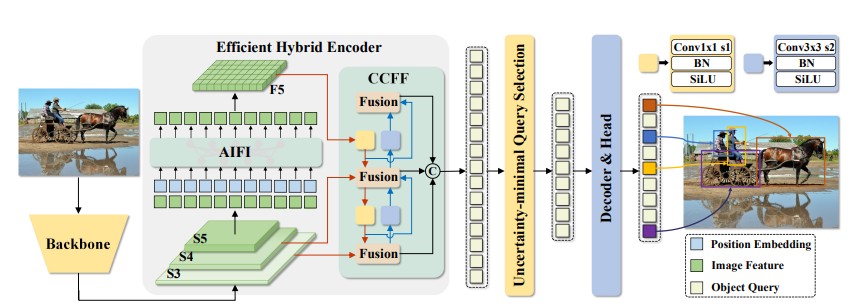 Efficient Hybrid Encoder
F5
AIFI
S5
S4
S3
Backbone
CCFF
Fusion
Fusion
Fusion
C
Uncertainty-minimal Query Selection
Decoder & Head
Conv1x1 s1
BN
SiLU
Conv3x3 s2
BN
SiLU
Position Embedding
Image Feature
Object Query